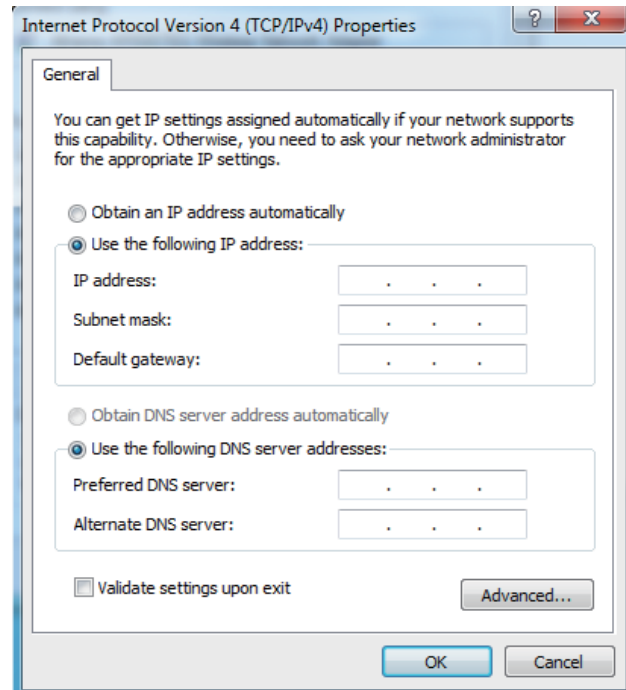 Internet Protocol Version 4 (TCP/IPv4) Properties
General
You can get IP settings assigned automatically if your network supports
this capability. Otherwise, you need to ask your network administrator
for the appropriate IP settings.
Obtain an IP address automatically
Use the following IP address:
IP address: . . .
Subnet mask: . . .
Default gateway: . . .
Obtain DNS server address automatically
Use the following DNS server addresses:
Preferred DNS server: . . .
Alternate DNS server: . . .
Validate settings upon exit
Advanced...
OK Cancel